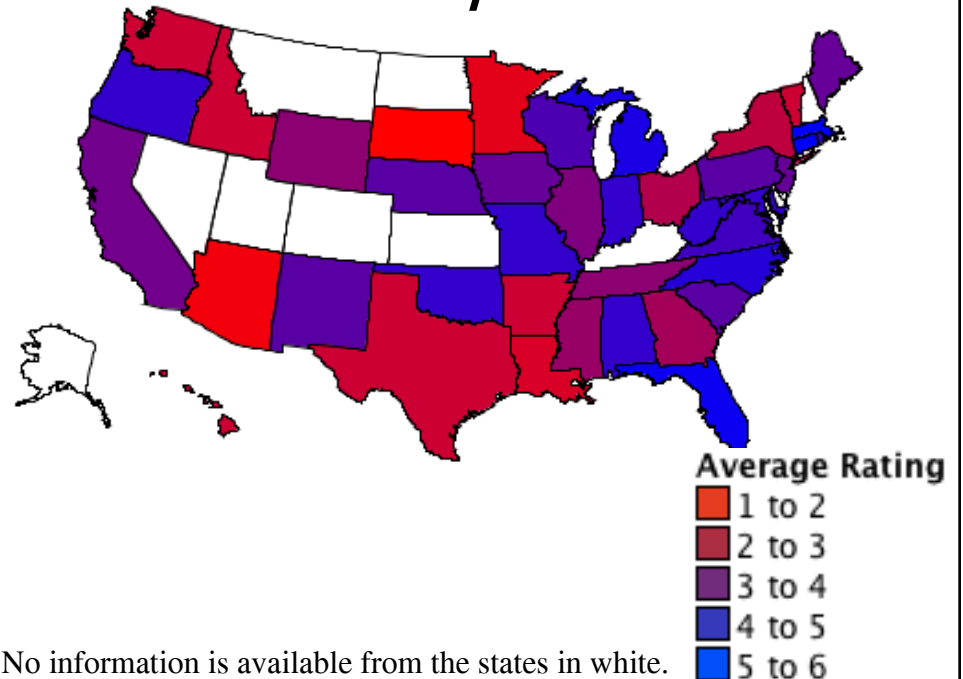 Average Rating
1 to 2
2 to 3
3 to 4
4 to 5
5 to 6
No information is available from the states in white.